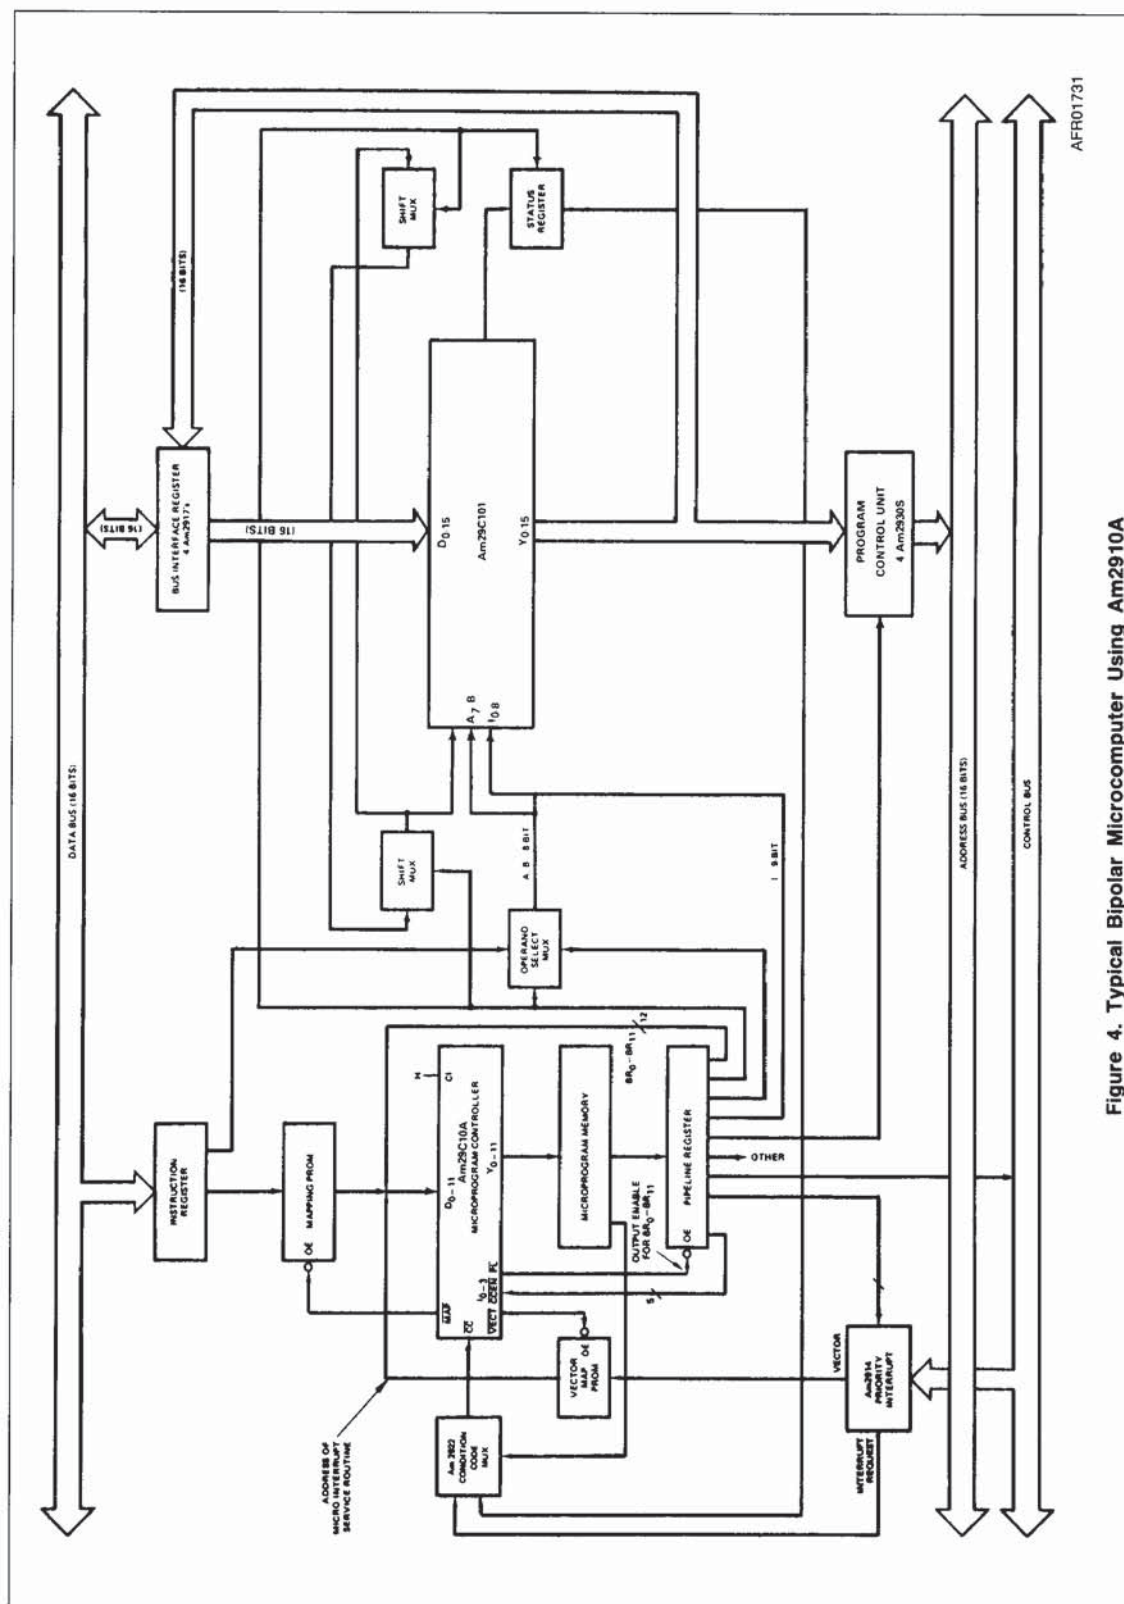 DATA BUS (16 BITS)
INSTRUCTION
REGISTER
OE MAPPING PROM
BUS INTERFACE REGISTER
4 Am2917's
(16 BITS)
(16 BITS)
(16 BITS)
ADDRESS OF
MICRO INTERRUPT
SERVICE ROUTINE
MAP
D0-11
H
CI
Am29C10A
MICROPROGRAM CONTROLLER
CC
I0-3
VECT CCEN PL
Y0-11
Am 2922
CONDITION
CODE
MUX
VECTOR
MAP
PROM
OE
MICROPROGRAM MEMORY
OUTPUT ENABLE
FOR BR0-BR11
5
OE PIPELINE REGISTER
BR0-BR11
12
OTHER
SHIFT
MUX
OPERAND
SELECT
MUX
A B 8 BIT
I 9 BIT
D0-15
A7 B
I0 8
Am29C101
Y0-15
SHIFT
MUX
STATUS
REGISTER
VECTOR
Am2914
PRIORITY
INTERRUPT
INTERRUPT
REQUEST
PROGRAM
CONTROL UNIT
4 Am2930S
ADDRESS BUS (16 BITS)
CONTROL BUS
AFR01731
Figure 4. Typical Bipolar Microcomputer Using Am2910A